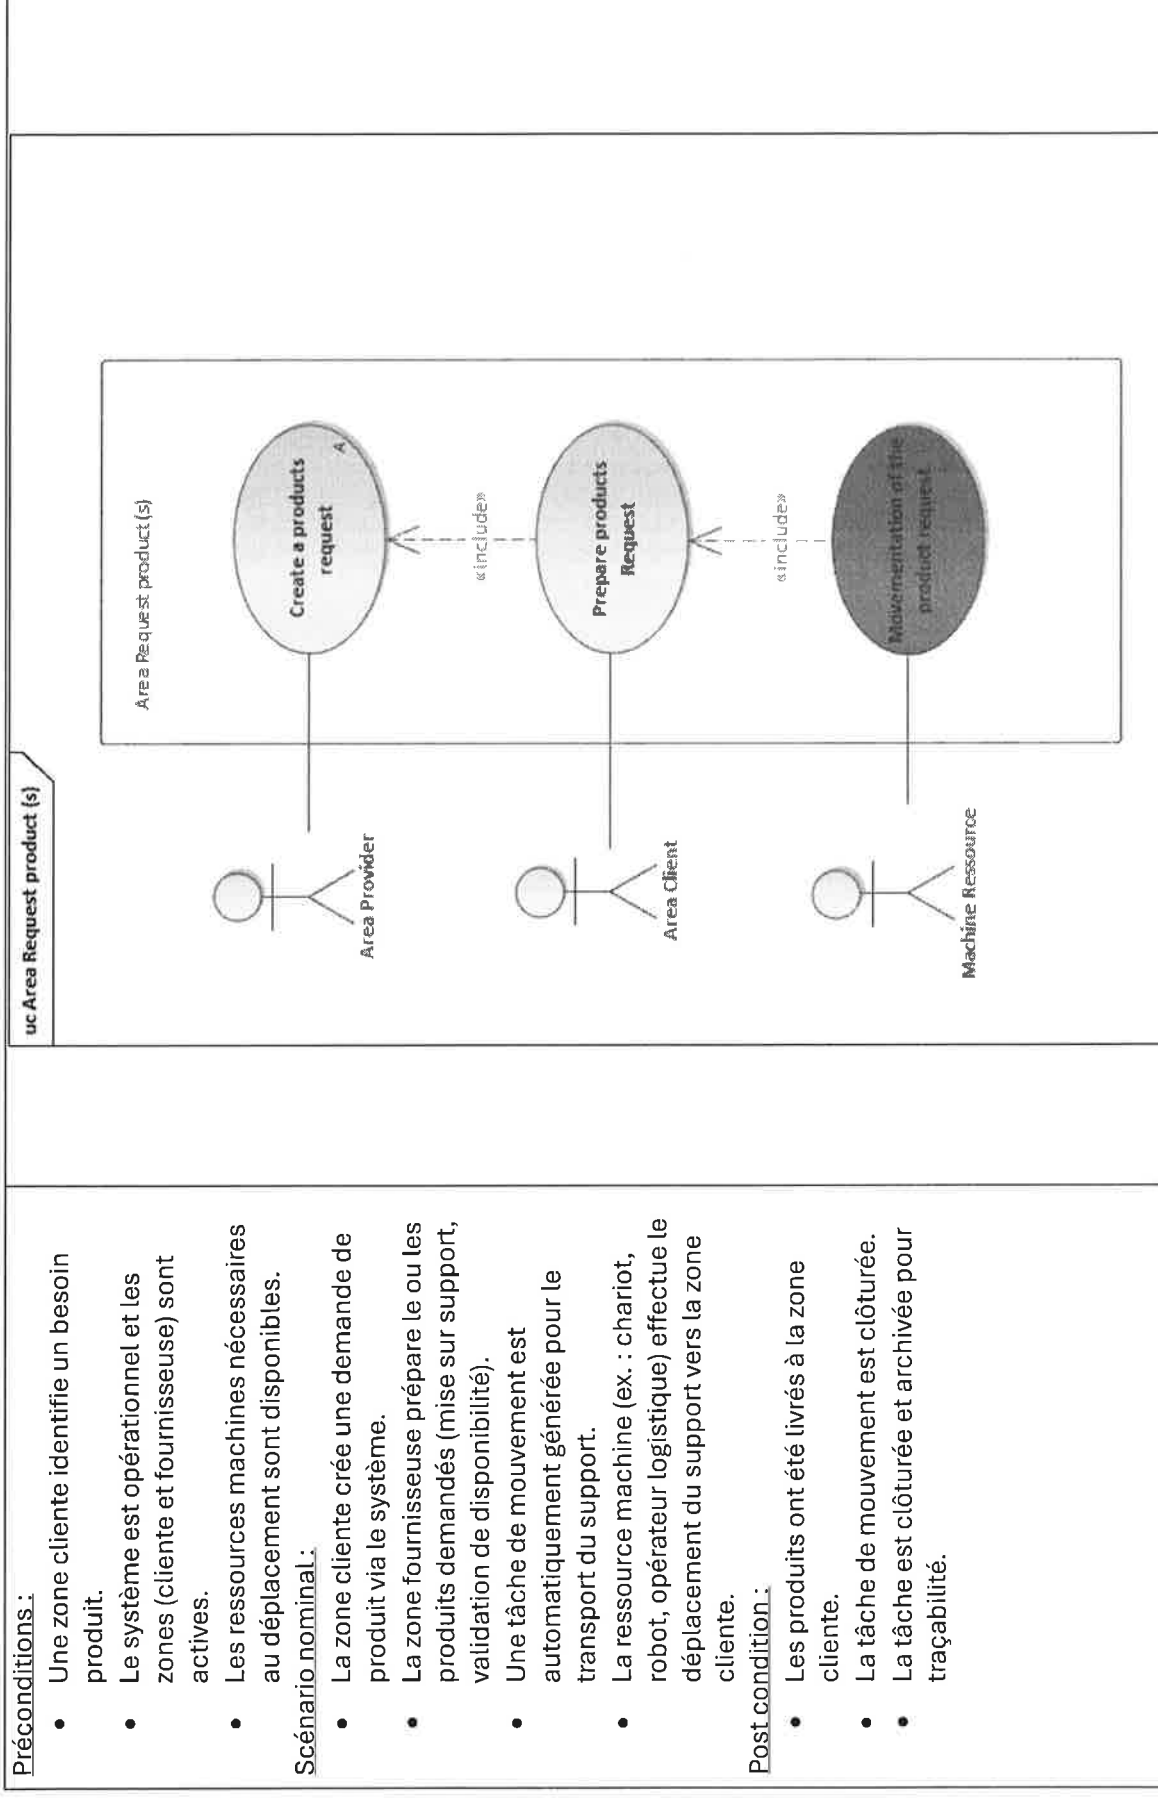 Préconditions :
• Une zone cliente identifie un besoin
produit.
• Le système est opérationnel et les
zones (cliente et fournisseuse) sont
actives.
• Les ressources machines nécessaires
au déplacement sont disponibles.
Scénario nominal :
• La zone cliente crée une demande de
produit via le système.
• La zone fournisseuse prépare le ou les
produits demandés (mise sur support,
validation de disponibilité).
• Une tâche de mouvement est
automatiquement générée pour le
transport du support.
• La ressource machine (ex. : chariot,
robot, opérateur logistique) effectue le
déplacement du support vers la zone
cliente.
Post condition :
• Les produits ont été livrés à la zone
cliente.
• La tâche de mouvement est clôturée.
• La tâche est clôturée et archivée pour
traçabilité.
uc Area Request product (s)
Area Request product (s)
Area Provider
Create a products
request
A
«include»
Area Client
Prepare products
Request
«include»
Machine Ressource
Movementation of the
product request